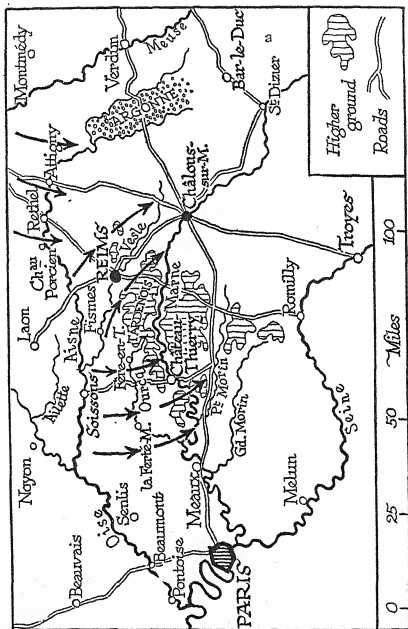 Beauvais
Noyon
Laon
Montmédy
Oise
Ailette
Aisne
Chau
Porcien
Rethel
Attigny
Verdun
Meuse
Pontoise
Beaumont
Senlis
Soissons
Fismes
REIMS
Vesle
ARGONNE
Bar-le-Duc
la Ferté-M.
Ourcq
Fère-en-T.
Château
Thierry
Marne
Châlons-
sur-M.
St Dizier
PARIS
Meaux
Pt Morin
Gd. Morin
Melun
Seine
Romilly
Troyes
Higher
ground
Roads
0
25
50
Miles
100